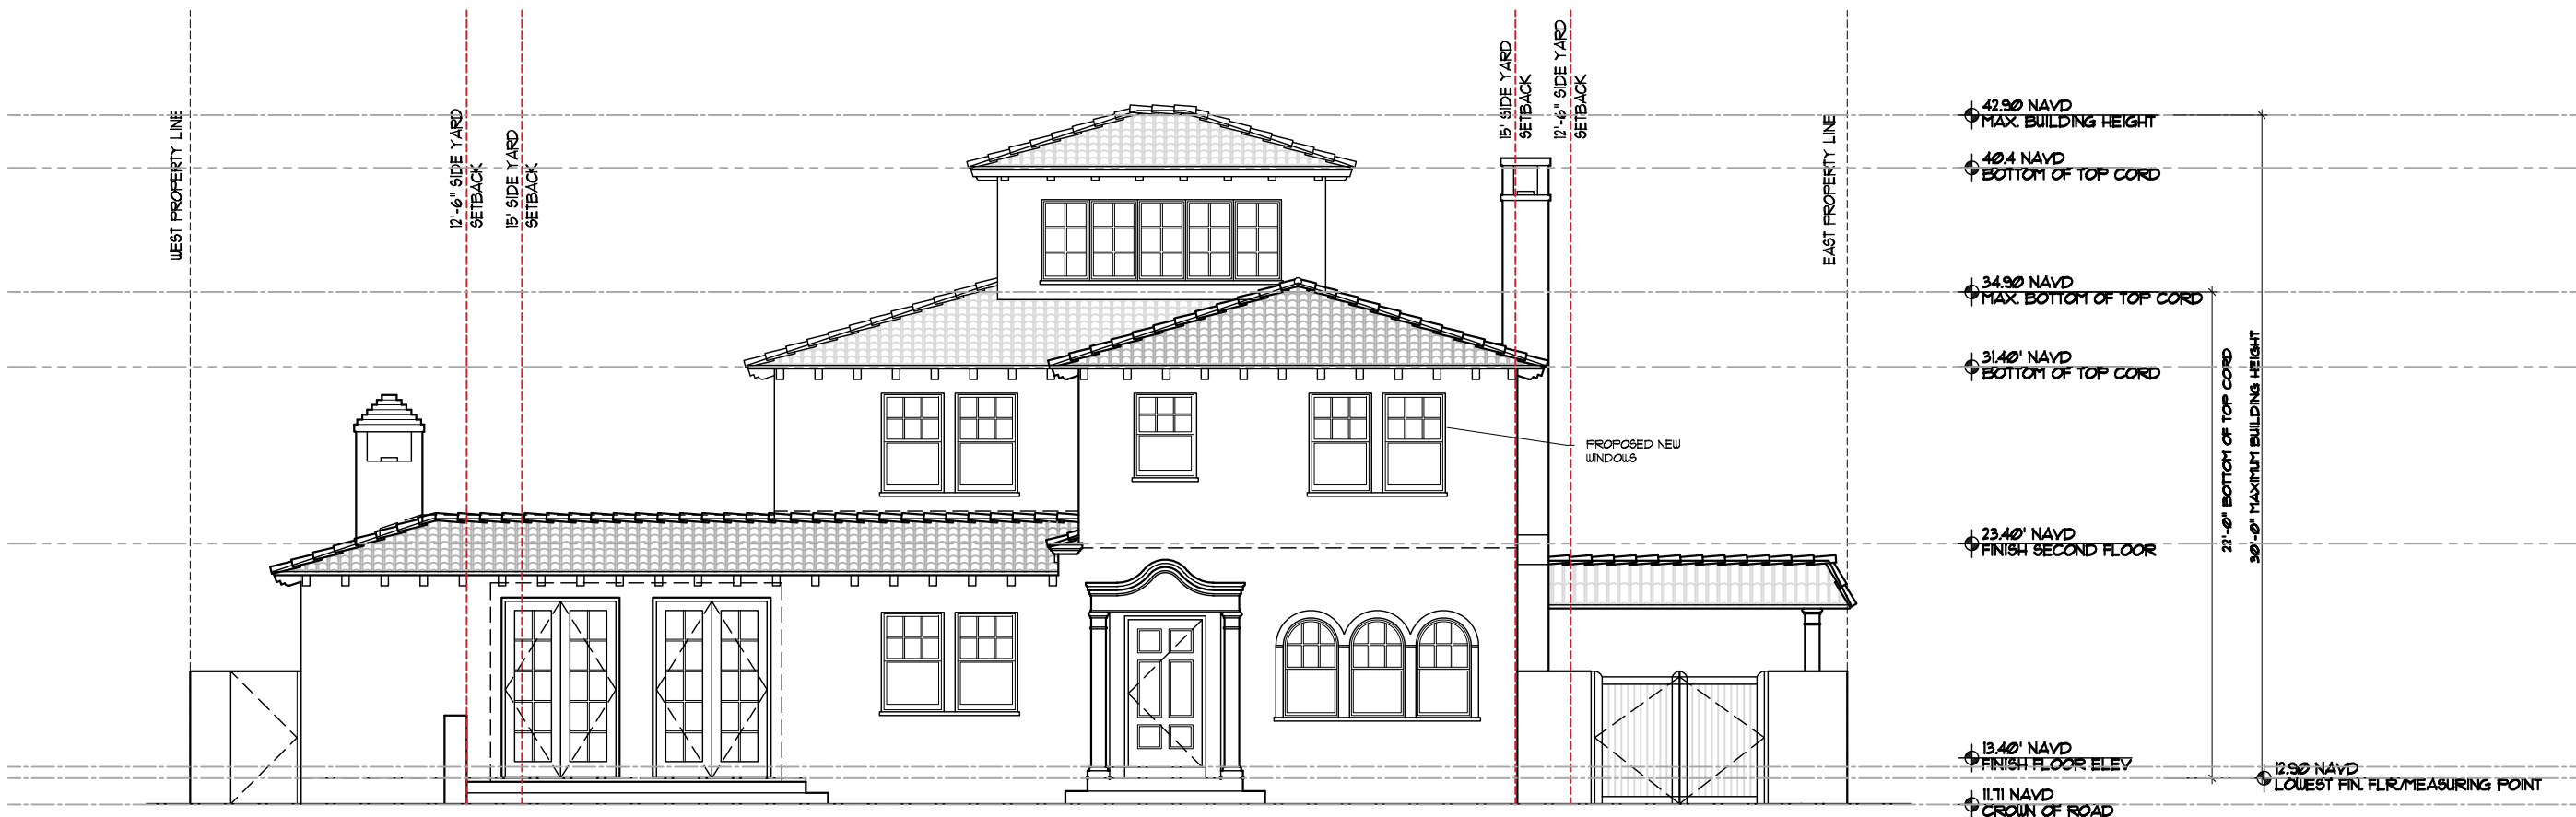 WEST PROPERTY LINE
12'-6" SIDE YARD
SETBACK
15' SIDE YARD
SETBACK
15' SIDE YARD
SETBACK
12'-6" SIDE YARD
SETBACK
EAST PROPERTY LINE
PROPOSED NEW
WINDOWS
42.90 NAVD
MAX. BUILDING HEIGHT
40.4 NAVD
BOTTOM OF TOP CORD
34.90 NAVD
MAX. BOTTOM OF TOP CORD
31.40' NAVD
BOTTOM OF TOP CORD
23.40' NAVD
FINISH SECOND FLOOR
13.40' NAVD
FINISH FLOOR ELEV
11.71 NAVD
CROWN OF ROAD
22'-0" BOTTOM OF TOP CORD
30'-0" MAXIMUM BUILDING HEIGHT
12.90 NAVD
LOWEST FIN. FLR./MEASURING POINT